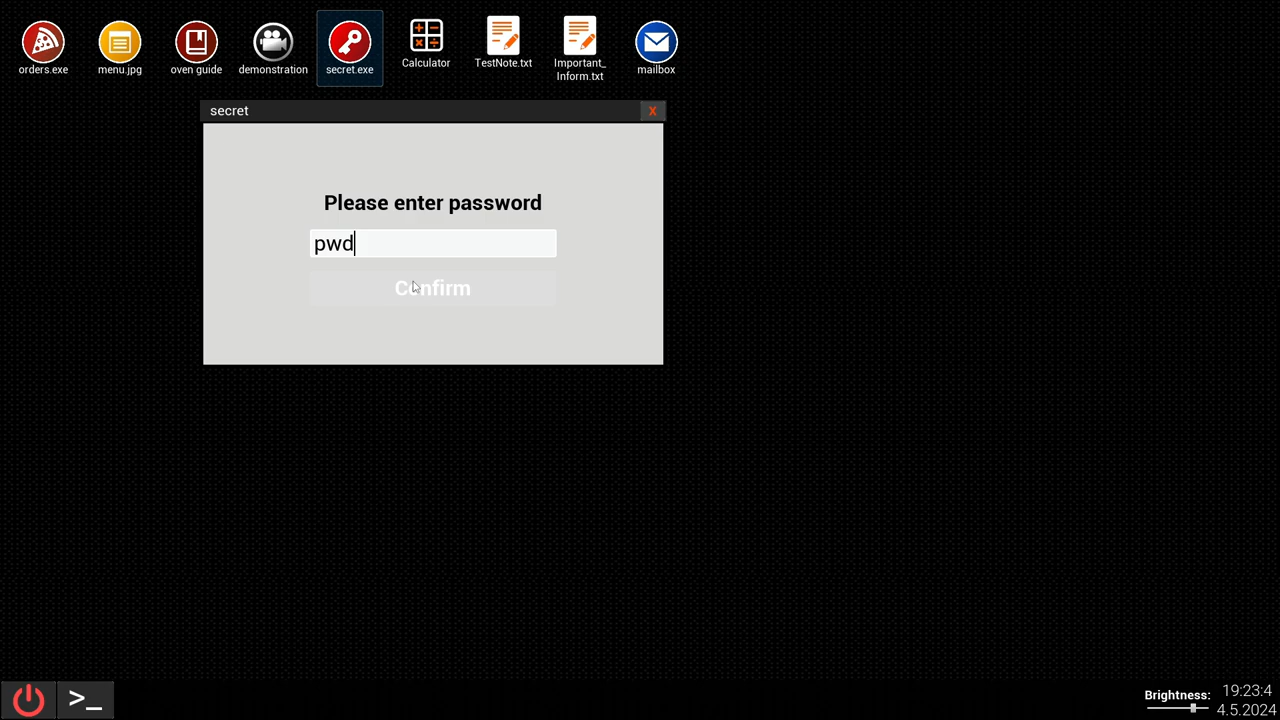 orders.exe
menu.jpg
oven guide
demonstration
secret.exe
Calculator
TestNote.txt
Important_
Inform.txt
mailbox
secret
X
Please enter password
pwd
Confirm
>_
Brightness:
19:23:4
4.5.2024